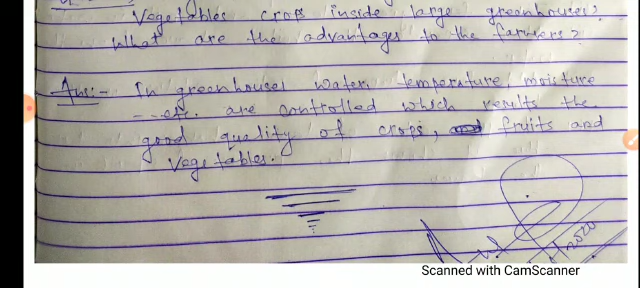 Vegetables crops inside large greenhouses?
What are the advantages to the farmers?
Ans:- In greenhouses water, temperature, moisture
---etc. are controlled which results the
good quality of crops, fruits and
Vegetables.
2020
Scanned with CamScanner